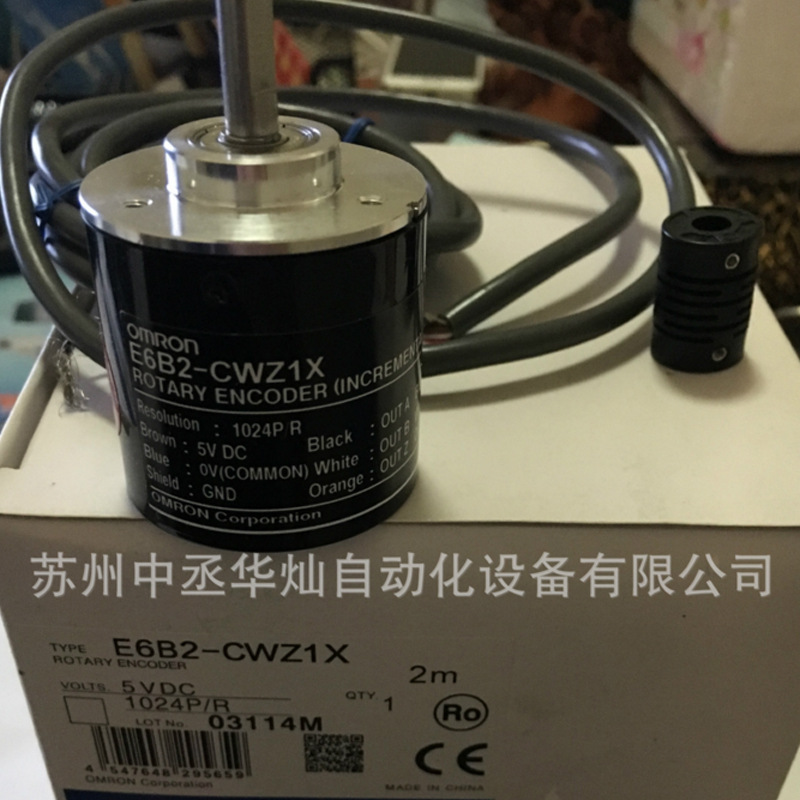 OMRON
E6B2-CWZ1X
ROTARY ENCODER (INCREMENT
Resolution : 1024P/R
Brown : 5V DC Black : OUT A
Blue : 0V(COMMON) White : OUT B
Shield : GND Orange : OUT Z
OMRON Corporation
苏州中丞华灿自动化设备有限公司
TYPE E6B2-CWZ1X
ROTARY ENCODER
2m
VOLTS. 5VDC
1024P/R
QTY 1
LOT No. 03114M
Ro
CE
4 547648 295659
OMRON Corporation
MADE IN CHINA